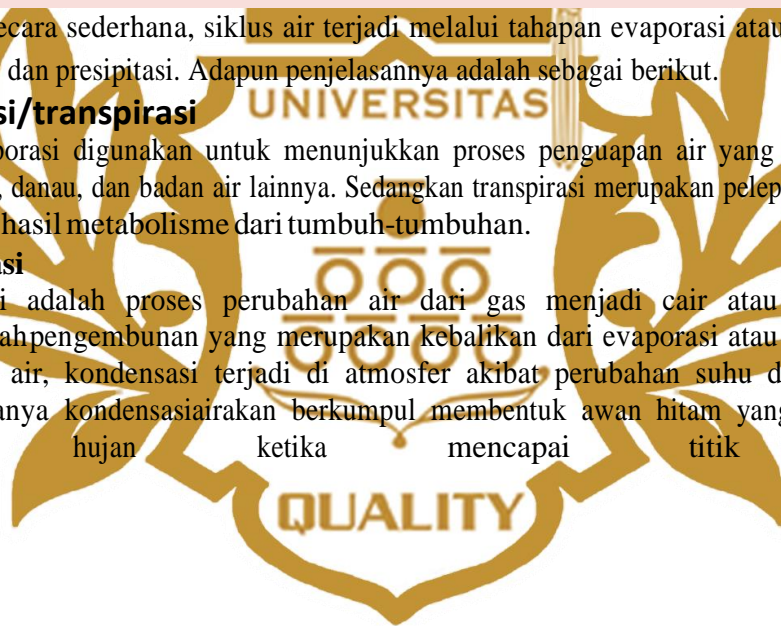 ecara sederhana, siklus air terjadi melalui tahapan evaporasi atau
dan presipitasi. Adapun penjelasannya adalah sebagai berikut.
UNIVERSITAS
si/transpirasi
porasi digunakan untuk menunjukkan proses penguapan air yang
, danau, dan badan air lainnya. Sedangkan transpirasi merupakan pelep
hasil metabolisme dari tumbuh-tumbuhan.
asi
i adalah proses perubahan air dari gas menjadi cair atau
ahpengembunan yang merupakan kebalikan dari evaporasi atau
air, kondensasi terjadi di atmosfer akibat perubahan suhu d
anya kondensasiairakan berkumpul membentuk awan hitam yang
hujan ketika mencapai titik
QUALITY